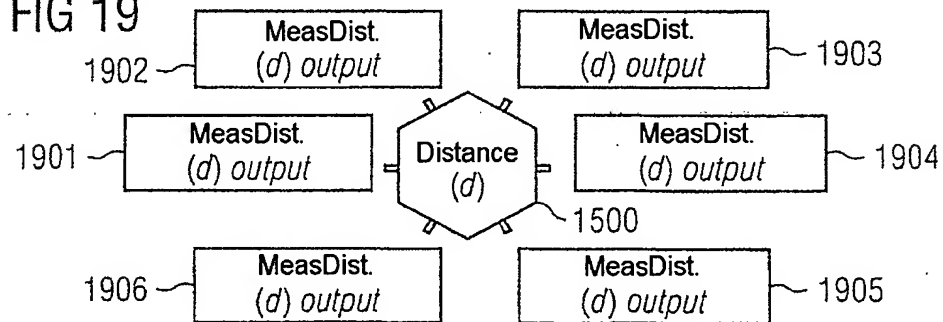 FIG 19
MeasDist.
(d) output
1902
MeasDist.
(d) output
1903
MeasDist.
(d) output
1901
Distance
(d)
MeasDist.
(d) output
1904
1500
MeasDist.
(d) output
1906
MeasDist.
(d) output
1905